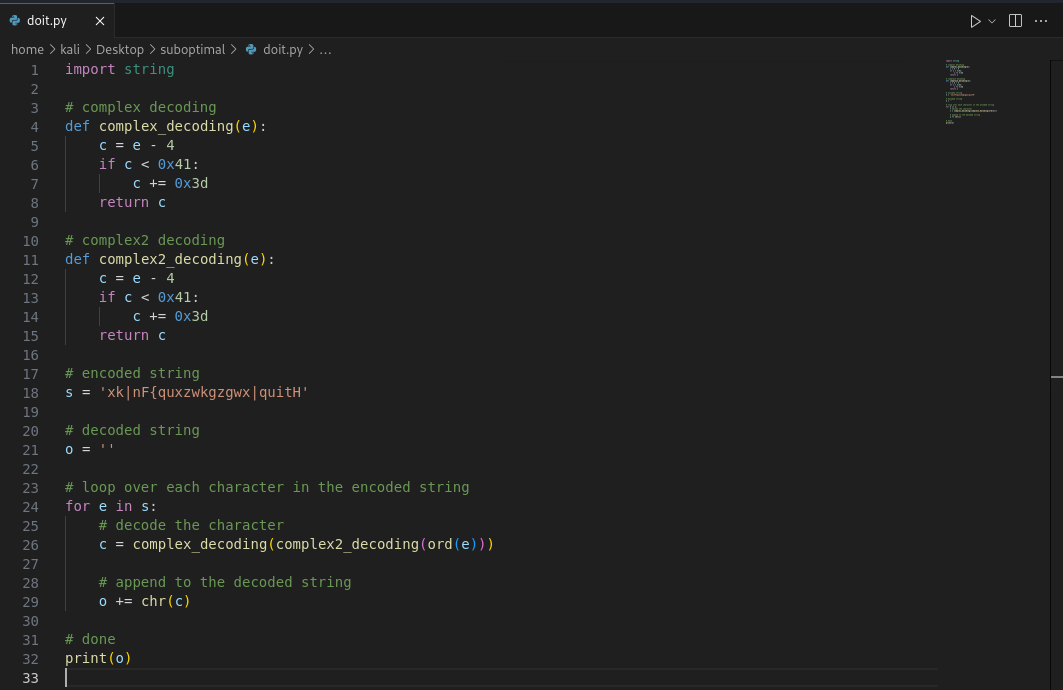 doit.py
home > kali > Desktop > suboptimal > doit.py > ...
1 import string
2
3 # complex decoding
4 def complex_decoding(e):
5     c = e - 4
6     if c < 0x41:
7         c += 0x3d
8     return c
9
10 # complex2 decoding
11 def complex2_decoding(e):
12     c = e - 4
13     if c < 0x41:
14         c += 0x3d
15     return c
16
17 # encoded string
18 s = 'xk|nF{quxzwkgzgwx|quitH'
19
20 # decoded string
21 o = ''
22
23 # loop over each character in the encoded string
24 for e in s:
25     # decode the character
26     c = complex_decoding(complex2_decoding(ord(e)))
27
28     # append to the decoded string
29     o += chr(c)
30
31 # done
32 print(o)
33